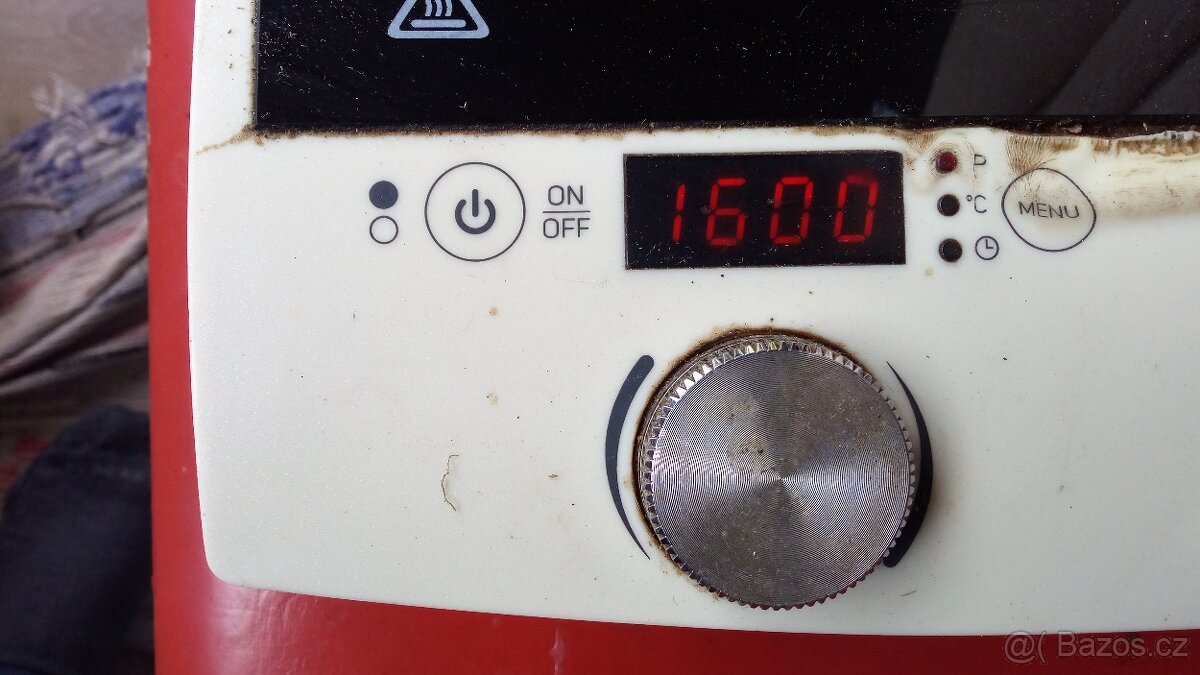 ON
OFF
1600
P
°C
MENU
@( Bazos.cz